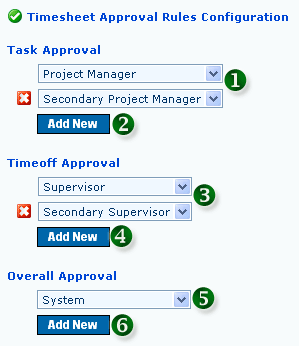 Timesheet Approval Rules Configuration
Task Approval
Project Manager
1
Secondary Project Manager
Add New
2
Timeoff Approval
Supervisor
3
Secondary Supervisor
Add New
4
Overall Approval
System
5
Add New
6